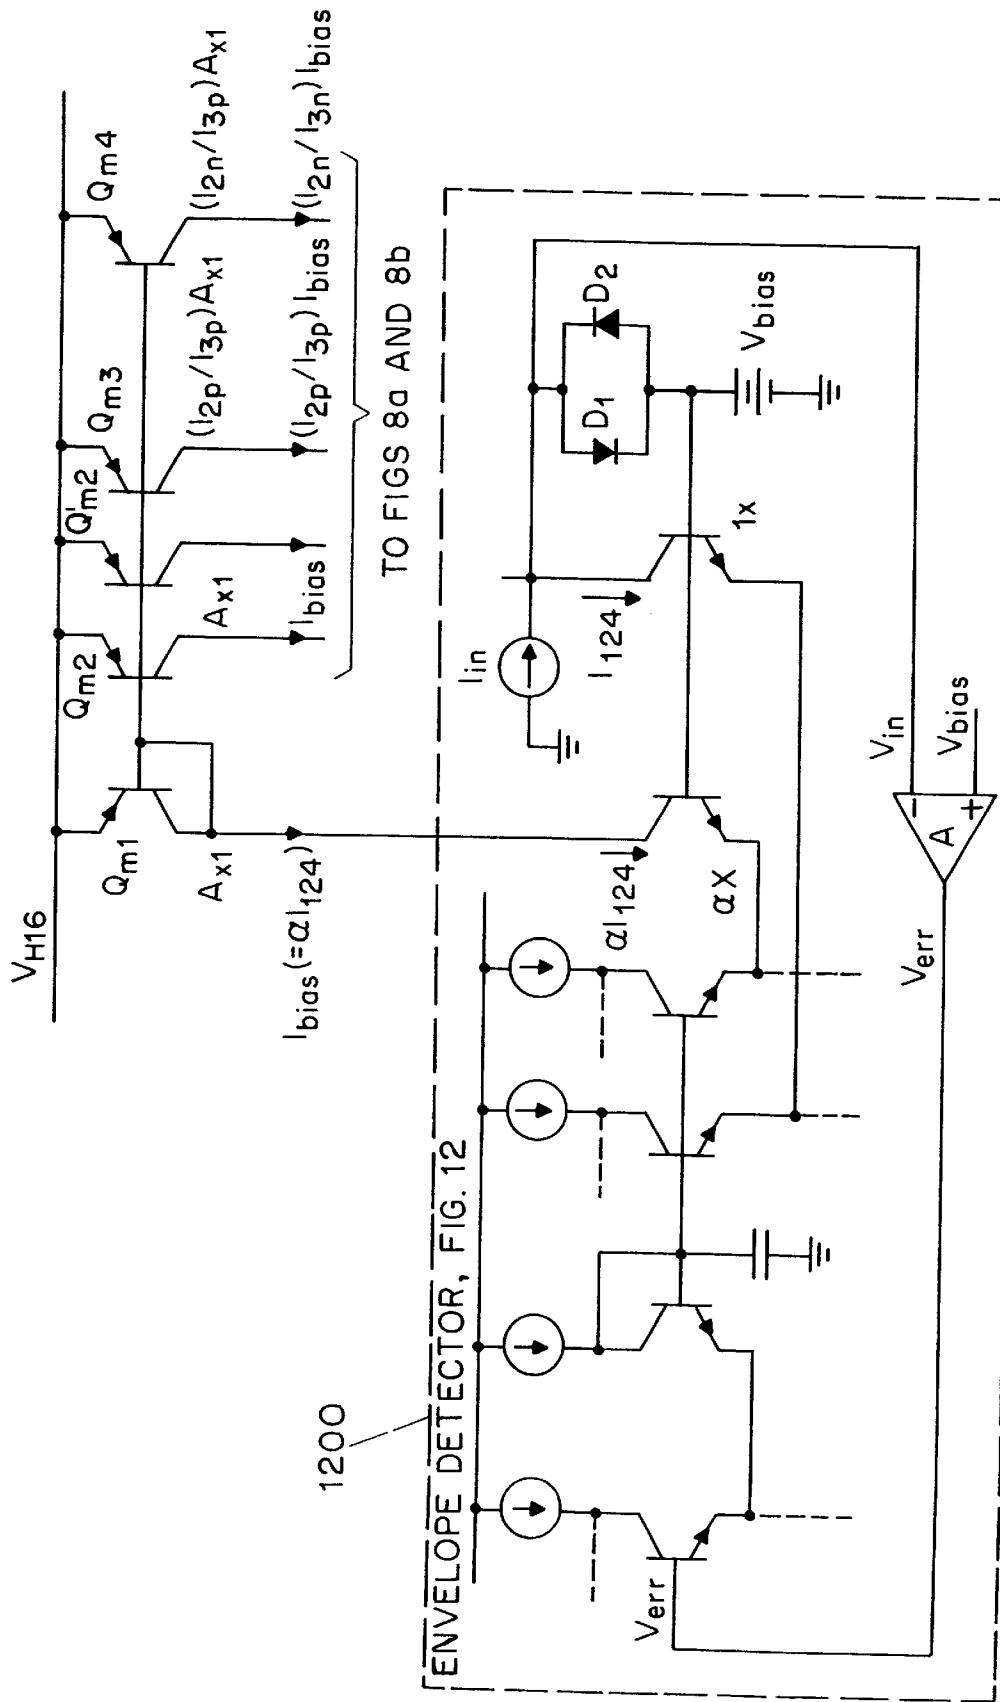 V_H16
Q_m1
Q_m2
Q'_m2
Q_m3
Q_m4
A_x1
A_x1
(I_2p/I_3p)A_x1
(I_2n/I_3p)A_x1
I_bias(=αI_124)
I_bias
(I_2p/I_3p)I_bias
(I_2n/I_3n)I_bias
TO FIGS 8a AND 8b
1200
ENVELOPE DETECTOR, FIG. 12
I_in
D_1
D_2
αI_124
I_124
αX
1x
V_bias
V_err
V_in
V_bias
-
+
A
V_err